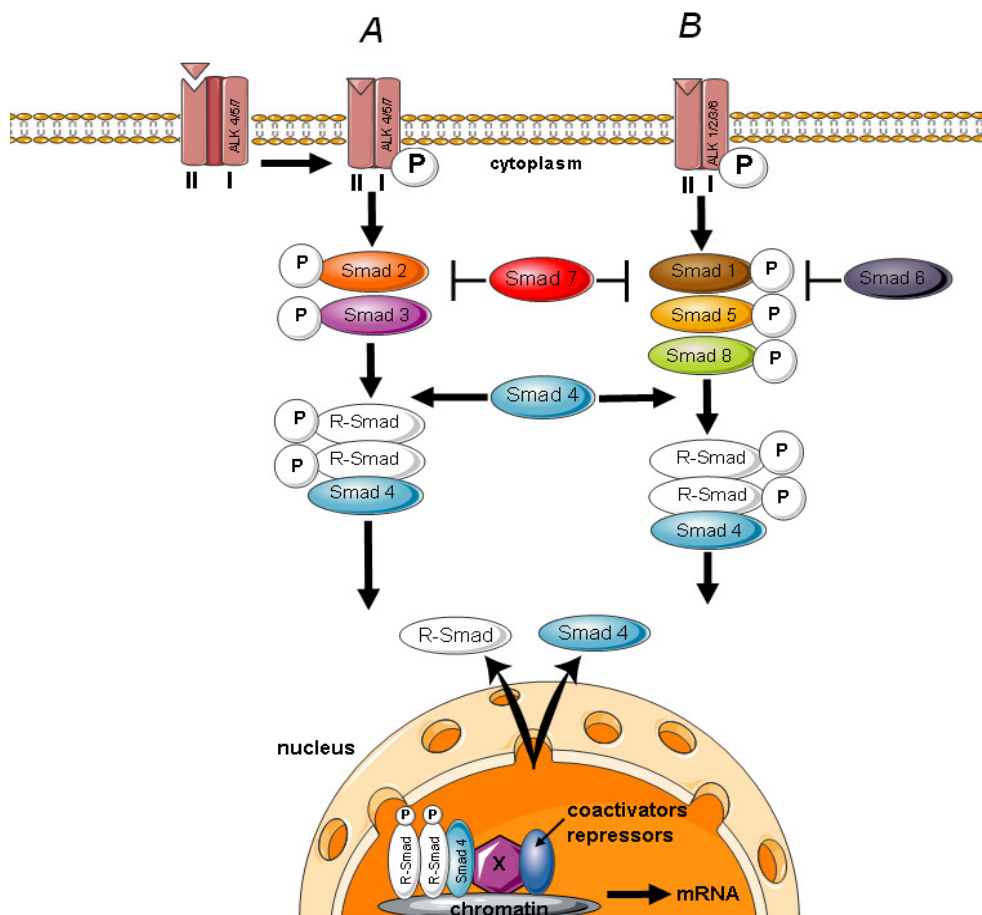 A
B
ALK 4/5/7
ALK 4/5/7
ALK 1/2/3/6
II I
II I
P
cytoplasm
II I
P
P
Smad 2
Smad 7
Smad 1
P
Smad 6
P
Smad 3
Smad 5
P
Smad 8
P
Smad 4
P
R-Smad
P
R-Smad
Smad 4
R-Smad
P
R-Smad
P
Smad 4
R-Smad
Smad 4
nucleus
P
P
R-Smad
R-Smad
Smad 4
X
coactivators
repressors
chromatin
mRNA